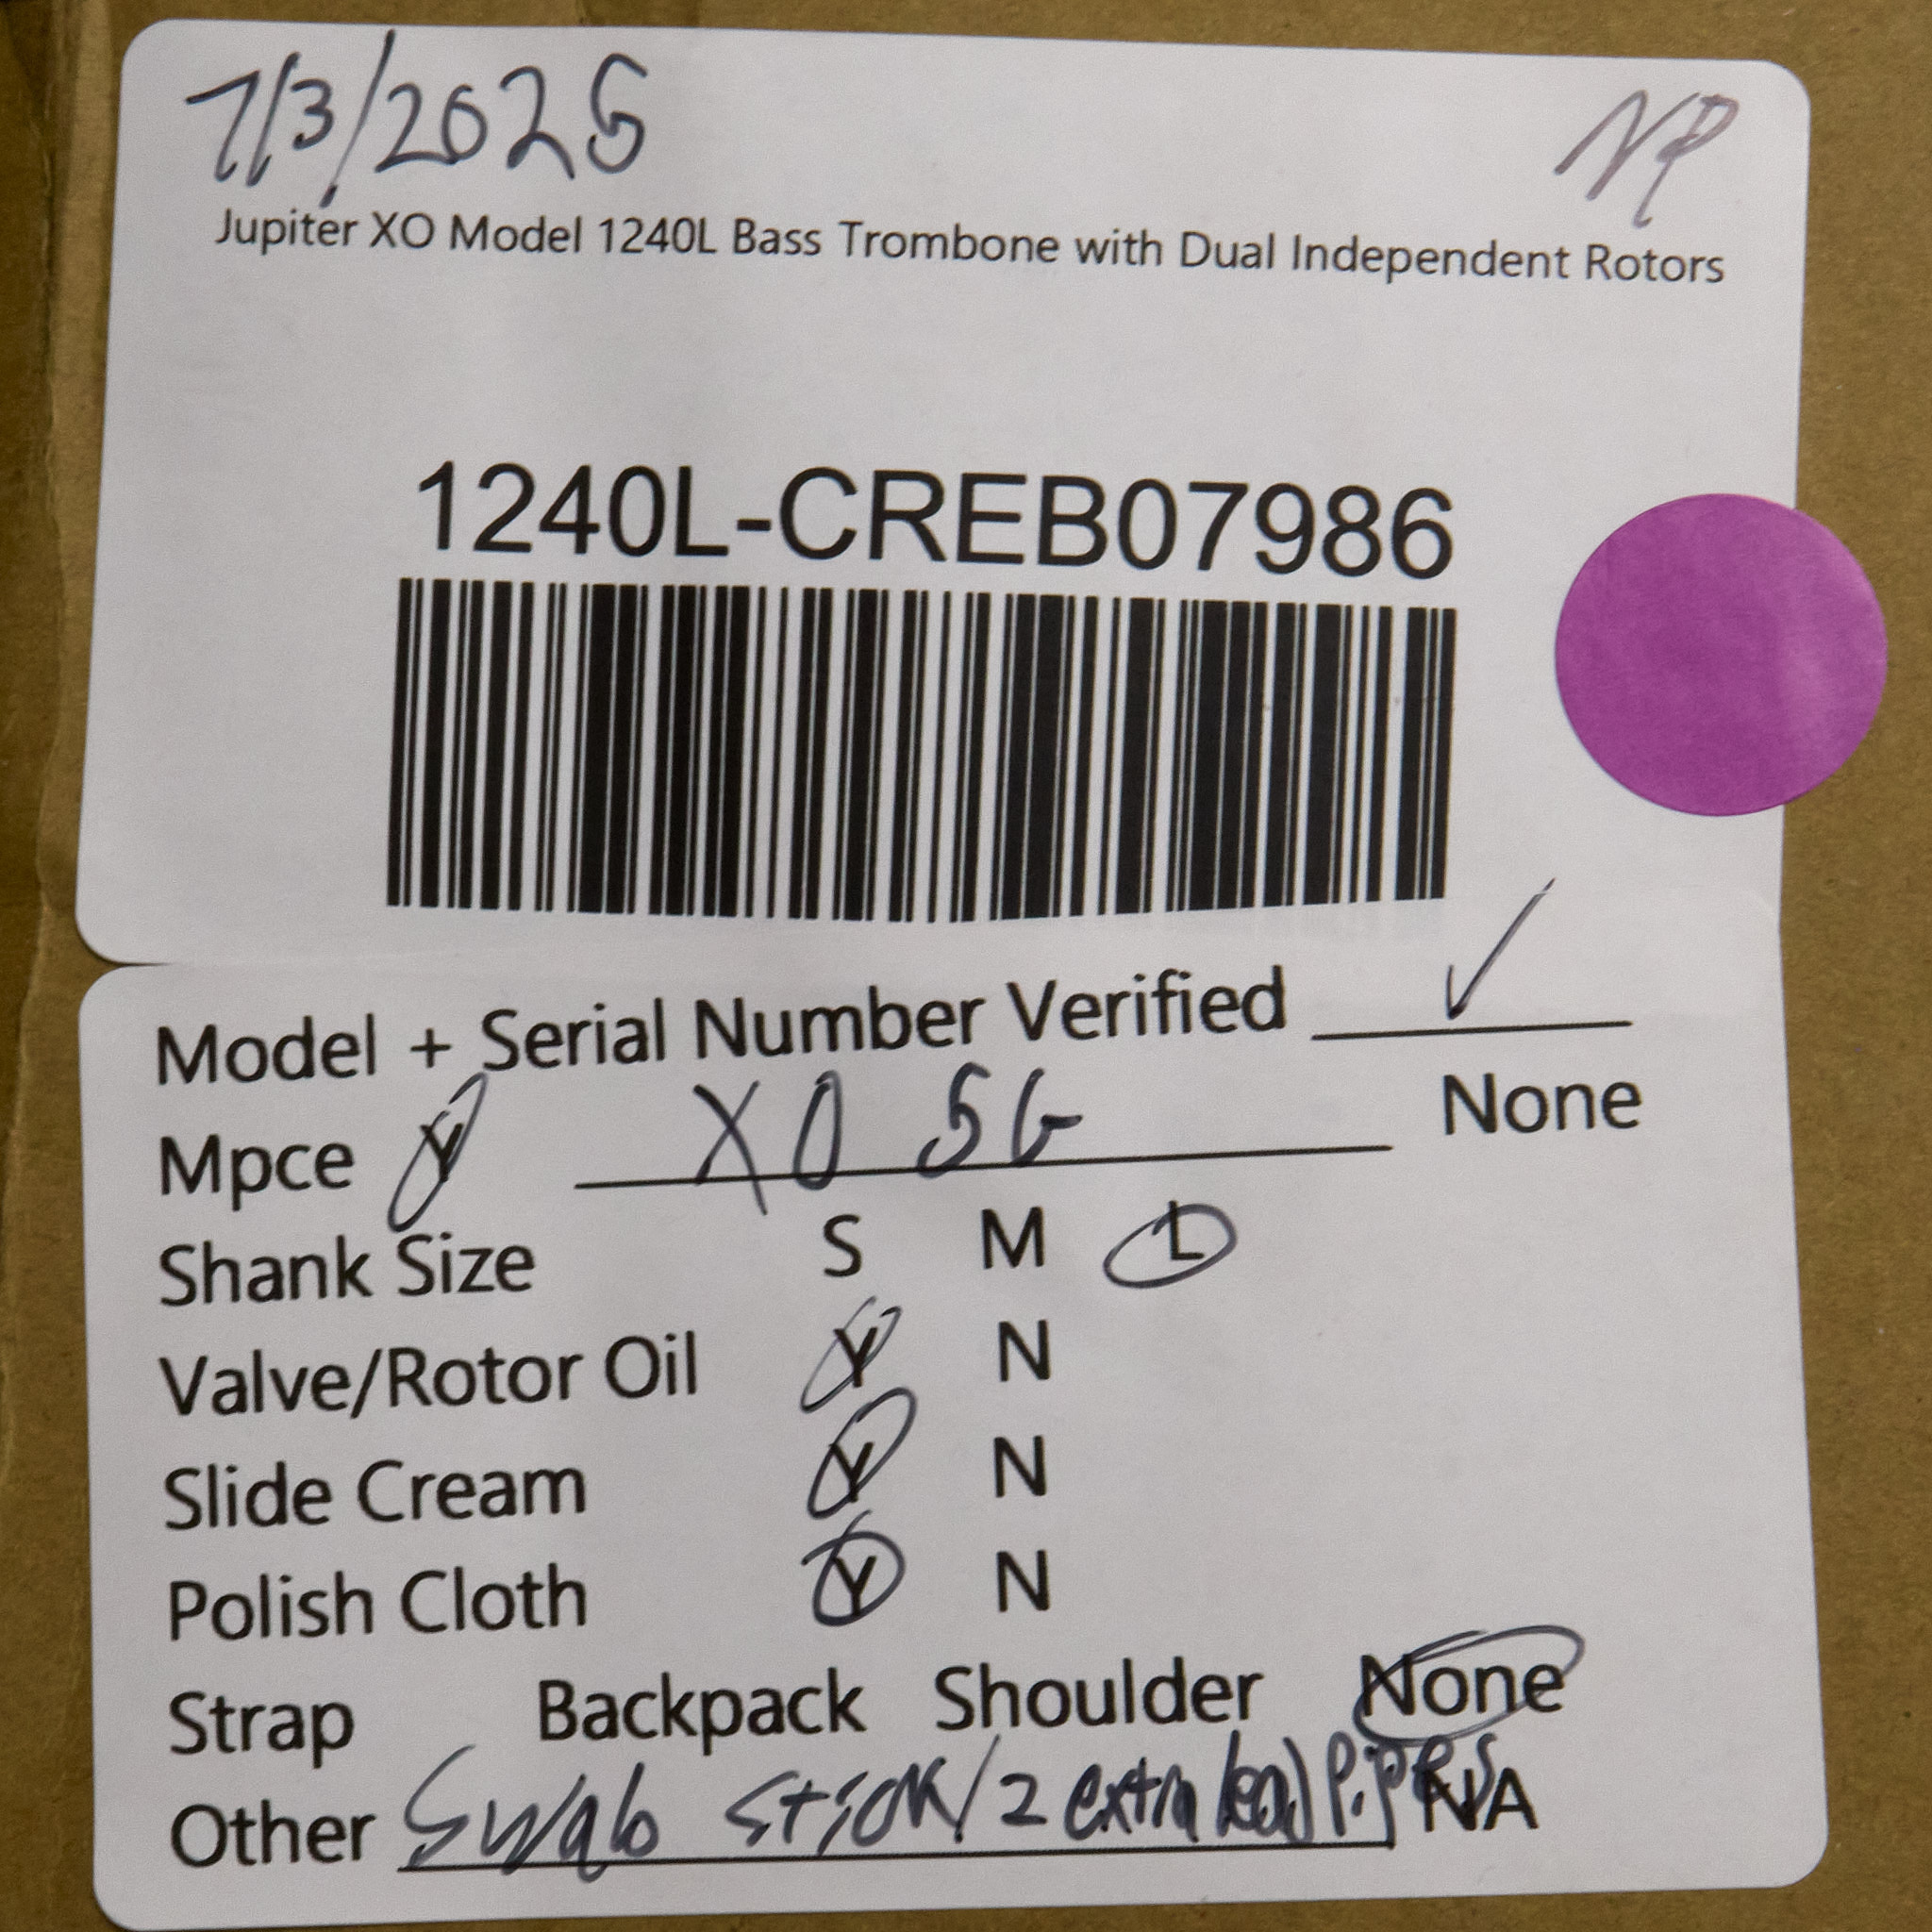 7/3/2025
NP
Jupiter XO Model 1240L Bass Trombone with Dual Independent Rotors
1240L-CREB07986
Model + Serial Number Verified ✓
Mpce Y XO 5G None
Shank Size S M L
Valve/Rotor Oil Y N
Slide Cream Y N
Polish Cloth Y N
Strap Backpack Shoulder None
Other Swab stick/2 extra lead pipes NA